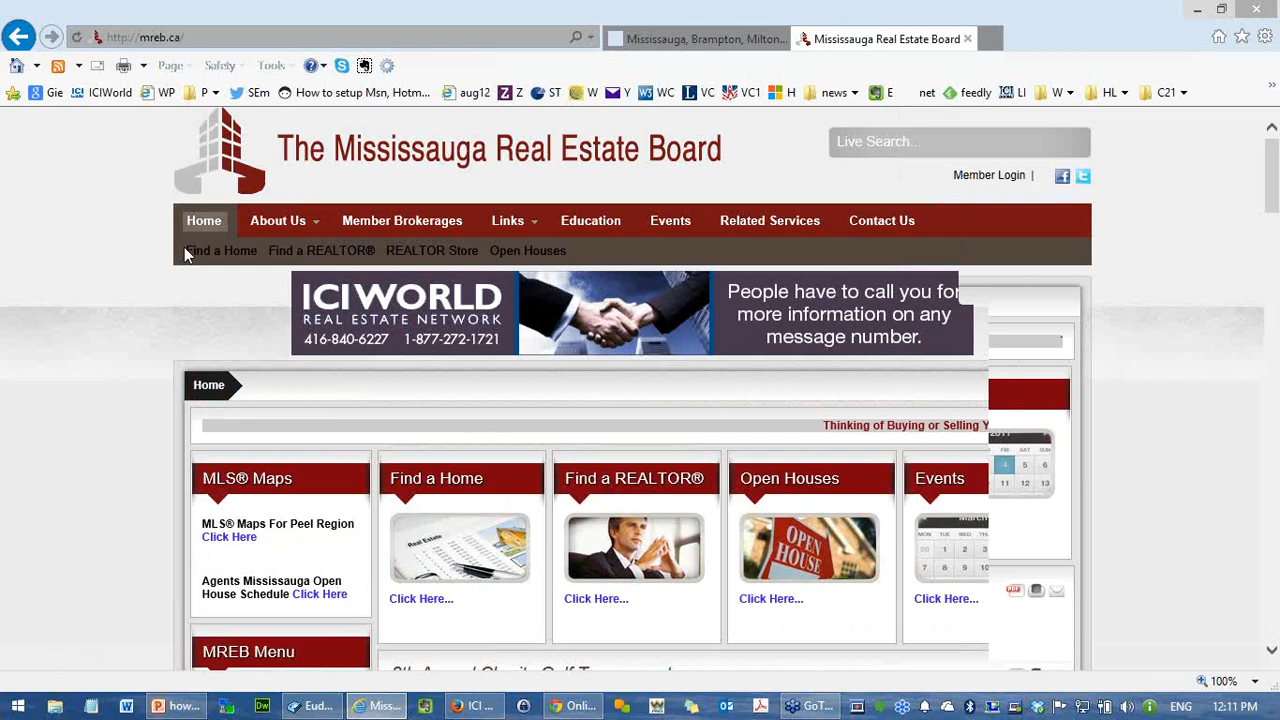 http://mreb.ca/
Mississauga, Brampton, Milton...
Mississauga Real Estate Board
Page
Safety
Tools
Gie
ICIWorld
WP
P
SEm
How to setup Msn, Hotm...
aug12
Z
ST
W
Y
WC
VC
VC1
H
news
E
net
feedly
LI
W
HL
C21
The Mississauga Real Estate Board
Live Search...
Member Login |
Home
About Us
Member Brokerages
Links
Education
Events
Related Services
Contact Us
Find a Home
Find a REALTOR®
REALTOR Store
Open Houses
ICIWORLD
REAL ESTATE NETWORK
416-840-6227 1-877-272-1721
People have to call you for
more information on any
message number.
Home
Thinking of Buying or Selling Y
MLS® Maps
Find a Home
Find a REALTOR®
Open Houses
Events
MLS® Maps For Peel Region
Click Here
Agents Mississauga Open
House Schedule Click Here
Real Estate
OPEN
HOUSE
Click Here...
Click Here...
Click Here...
Click Here...
MREB Menu
100%
how...
Eud...
Miss...
ICI ...
Onli...
GoT...
ENG
12:11 PM